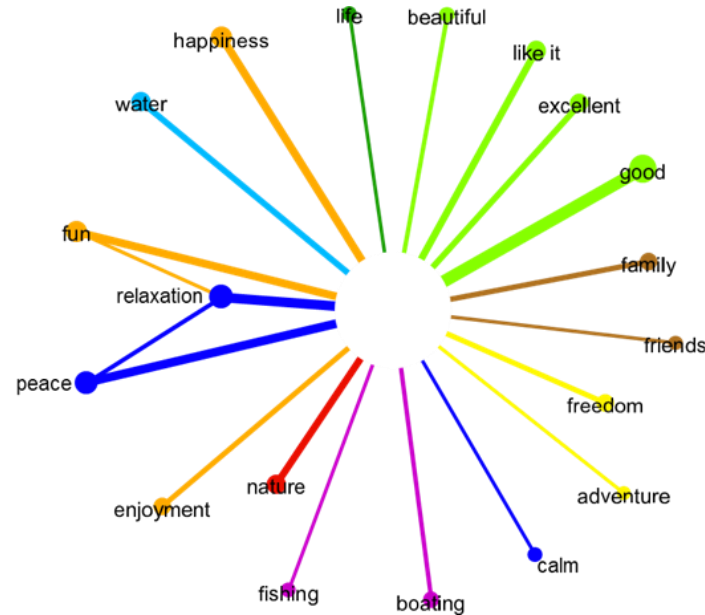 life
beautiful
happiness
like it
water
excellent
good
fun
family
relaxation
friends
peace
freedom
nature
adventure
enjoyment
calm
fishing
boating